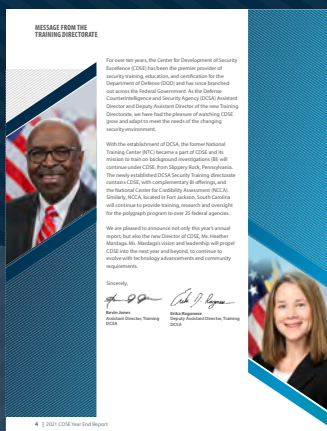 MESSAGE FROM THE
TRAINING DIRECTORATE
For over ten years, the Center for Development of Security
Excellence (CDSE) has been the premier provider of
security training, education, and certification for the
Department of Defense (DOD) and has since branched
out across the Federal Government. As the Defense
Counterintelligence and Security Agency (DCSA) Assistant
Director and Deputy Assistant Director of the new Training
Directorate, we have had the pleasure of watching CDSE
grow and adapt to meet the needs of the changing
security environment.
With the establishment of DCSA, the former National
Training Center (NTC) became a part of CDSE and its
mission to train on background investigations (BI) will
continue under CDSE, from Slippery Rock, Pennsylvania.
The newly established DCSA Security Training directorate
contains CDSE, with complementary BI offerings, and
the National Center for Credibility Assessment (NCCA).
Similarly, NCCA, located in Fort Jackson, South Carolina
will continue to provide training, research and oversight
for the polygraph program to over 25 federal agencies.
We are pleased to announce not only this year's annual
report, but also the new Director of CDSE, Ms. Heather
Mardaga. Ms. Mardaga's vision and leadership will propel
CDSE into the next year and beyond, to continue to
evolve with technology advancements and community
requirements.
Sincerely,
Kevin Jones
Assistant Director, Training
DCSA
Erika Ragonese
Deputy Assistant Director, Training
DCSA
4 | 2021 CDSE Year End Report